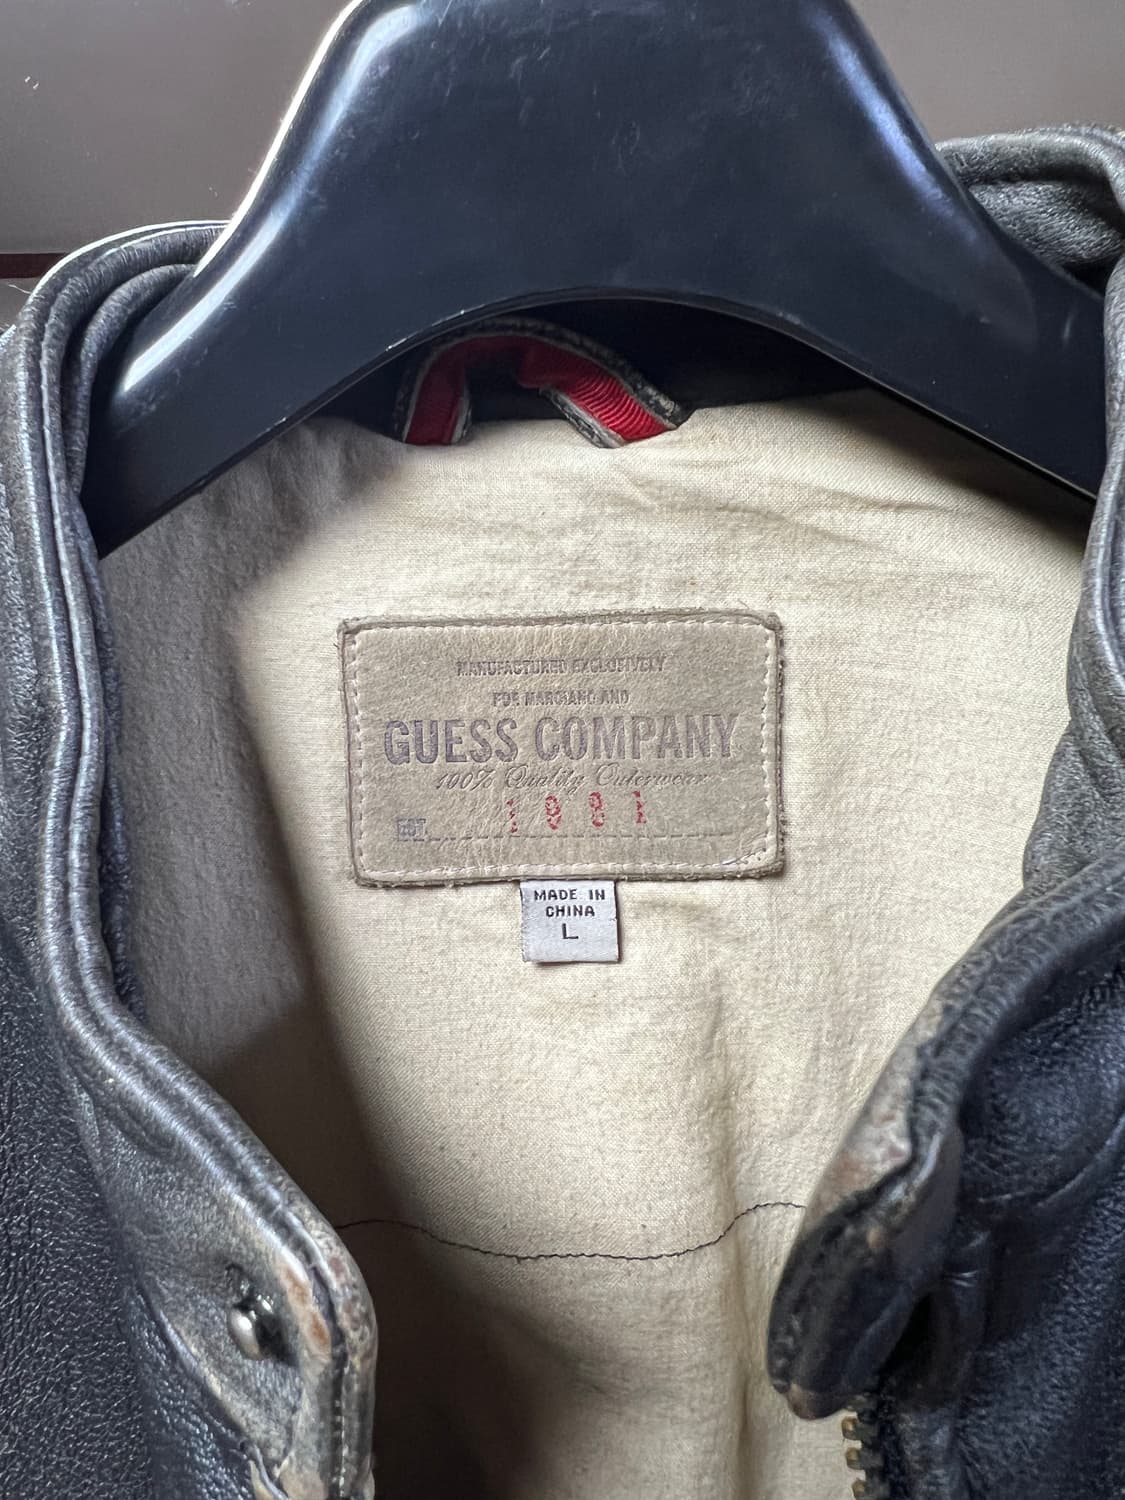 MANUFACTURED EXCLUSIVELY
FOR MARCIANO AND
GUESS COMPANY
100% Quality Outerwear
EST. 1981
MADE IN
CHINA
L